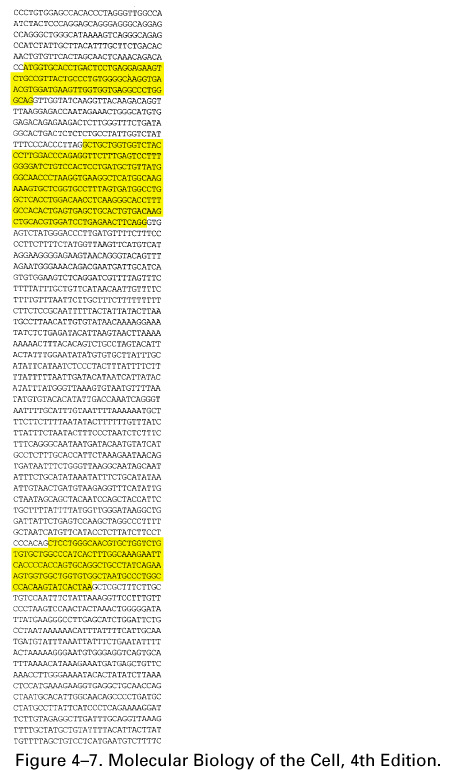 CCCTGTGGAGCCACACCCTAGGGTTGGCCA
ATCTACTCCCAGGAGCAGGGAGGGCAGGAG
CCAGGGCTGGGCATAAAAGTCAGGGCAGAG
CCATCTATTGCTTACATTTGCTTCTGACAC
AACTGTGTTCACTAGCAACTCAAACAGACA
CCATGGTGCACCTGACTCCTGAGGAGAAGT
CTGCCGTTACTGCCCTGTGGGGCAAGGTGA
ACGTGGATGAAGTTGGTGGTGAGGCCCTGG
GCAGGTTGGTATCAAGGTTACAAGACAGGT
TTAAGGAGACCAATAGAAACTGGGCATGTG
GAGACAGAGAAGACTCTTGGGTTTCTGATA
GGCACTGACTCTCTCTGCCTATTGGTCTAT
TTTCCCACCCTTAGGCTGCTGGTGGTCTAC
CCTTGGACCCAGAGGTTCTTTGAGTCCTTT
GGGGATCTGTCCACTCCTGATGCTGTTATG
GGCAACCCTAAGGTGAAGGCTCATGGCAAG
AAAGTGCTCGGTGCCTTTAGTGATGGCCTG
GCTCACCTGGACAACCTCAAGGGCACCTTT
GCCACACTGAGTGAGCTGCACTGTGACAAG
CTGCACGTGGATCCTGAGAACTTCAGGGTG
AGTCTATGGGACCCTTGATGTTTTCTTTCC
CCTTCTTTTCTATGGTTAAGTTCATGTCAT
AGGAAGGGGAGAAGTAACAGGGTACAGTTT
AGAATGGGAAACAGACGAATGATTGCATCA
GTGTGGAAGTCTCAGGATCGTTTTAGTTTC
TTTTATTTGCTGTTCATAACAATTGTTTTC
TTTTGTTTAATTCTTGCTTTCTTTTTTTTT
CTTCTCCGCAATTTTTACTATTATACTTAA
TGCCTTAACATTGTGTATAACAAAAGGAAA
TATCTCTGAGATACATTAAGTAACTTAAAA
AAAAACTTTACACAGTCTGCCTAGTACATT
ACTATTTGGAATATATGTGTGCTTATTTGC
ATATTCATAATCTCCCTACTTTATTTTCTT
TTATTTTTAATTGATACATAATCATTATAC
ATATTTATGGGTTAAAGTGTAATGTTTTAA
TATGTGTACACATATTGACCAAATCAGGGT
AATTTTGCATTTGTAATTTTAAAAAATGCT
TTCTTCTTTTAATATACTTTTTTGTTTATC
TTATTTCTAATACTTTCCCTAATCTCTTTC
TTTCAGGGCAATAATGATACAATGTATCAT
GCCTCTTTGCACCATTCTAAAGAATAACAG
TGATAATTTCTGGGTTAAGGCAATAGCAAT
ATTTCTGCATATAAATATTTCTGCATATAA
ATTGTAACTGATGTAAGAGGTTTCATATTG
CTAATAGCAGCTACAATCCAGCTACCATTC
TGCTTTTATTTTATGGTTGGGATAAGGCTG
GATTATTCTGAGTCCAAGCTAGGCCCTTTT
GCTAATCATGTTCATACCTCTTATCTTCCT
CCCACAGCTCCTGGGCAACGTGCTGGTCTG
TGTGCTGGCCCATCACTTTGGCAAAGAATT
CACCCCACCAGTGCAGGCTGCCTATCAGAA
AGTGGTGGCTGGTGTGGCTAATGCCCTGGC
CCACAAGTATCACTAAGCTCGCTTTCTTGC
TGTCCAATTTCTATTAAAGGTTCCTTTGTT
CCCTAAGTCCAACTACTAAACTGGGGGATA
TTATGAAGGGCCTTGAGCATCTGGATTCTG
CCTAATAAAAAACATTTATTTTCATTGCAA
TGATGTATTTAAATTATTTCTGAATATTTT
ACTAAAAAGGGAATGTGGGAGGTCAGTGCA
TTTAAAACATAAAGAAATGATGAGCTGTTC
AAACCTTGGGAAAATACACTATATCTTAAA
CTCCATGAAAGAAGGTGAGGCTGCAACCAG
CTAATGCACATTGGCAACAGCCCCTGATGC
CTATGCCTTATTCATCCCTCAGAAAAGGAT
TCTTGTAGAGGCTTGATTTGCAGGTTAAAG
TTTTGCTATGCTGTATTTTACATTACTTAT
TGTTTTAGCTGTCCTCATGAATGTCTTTTC
Figure 4–7. Molecular Biology of the Cell, 4th Edition.